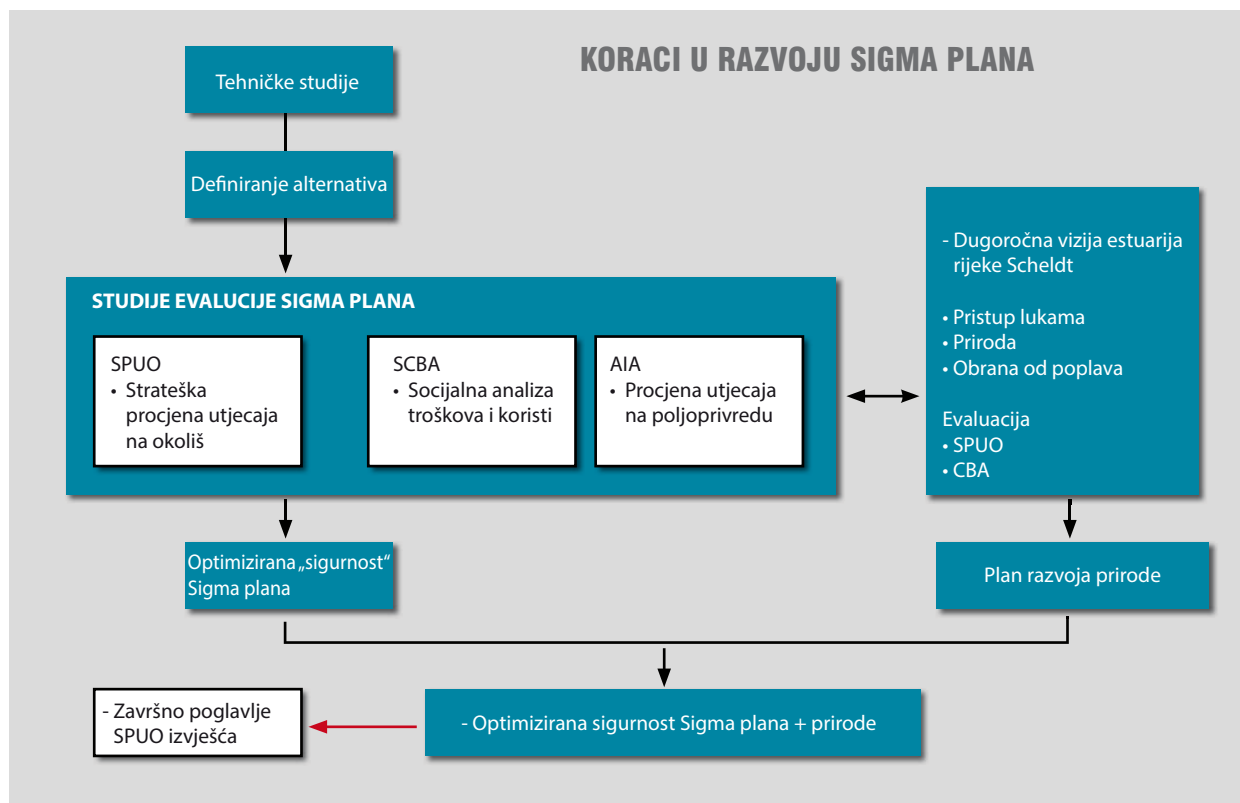 KORACI U RAZVOJU SIGMA PLANA
Tehničke studije
Definiranje alternativa
STUDIJE EVALUCIJE SIGMA PLANA
SPUO
• Strateška
procjena utjecaja
na okoliš
SCBA
• Socijalna analiza
troškova i koristi
AIA
• Procjena utjecaja
na poljoprivredu
- Dugoročna vizija estuarija
rijeke Scheldt
• Pristup lukama
• Priroda
• Obrana od poplava
Evaluacija
• SPUO
• CBA
Optimizirana „sigurnost“
Sigma plana
Plan razvoja prirode
- Optimizirana sigurnost Sigma plana + prirode
- Završno poglavlje
SPUO izvješća